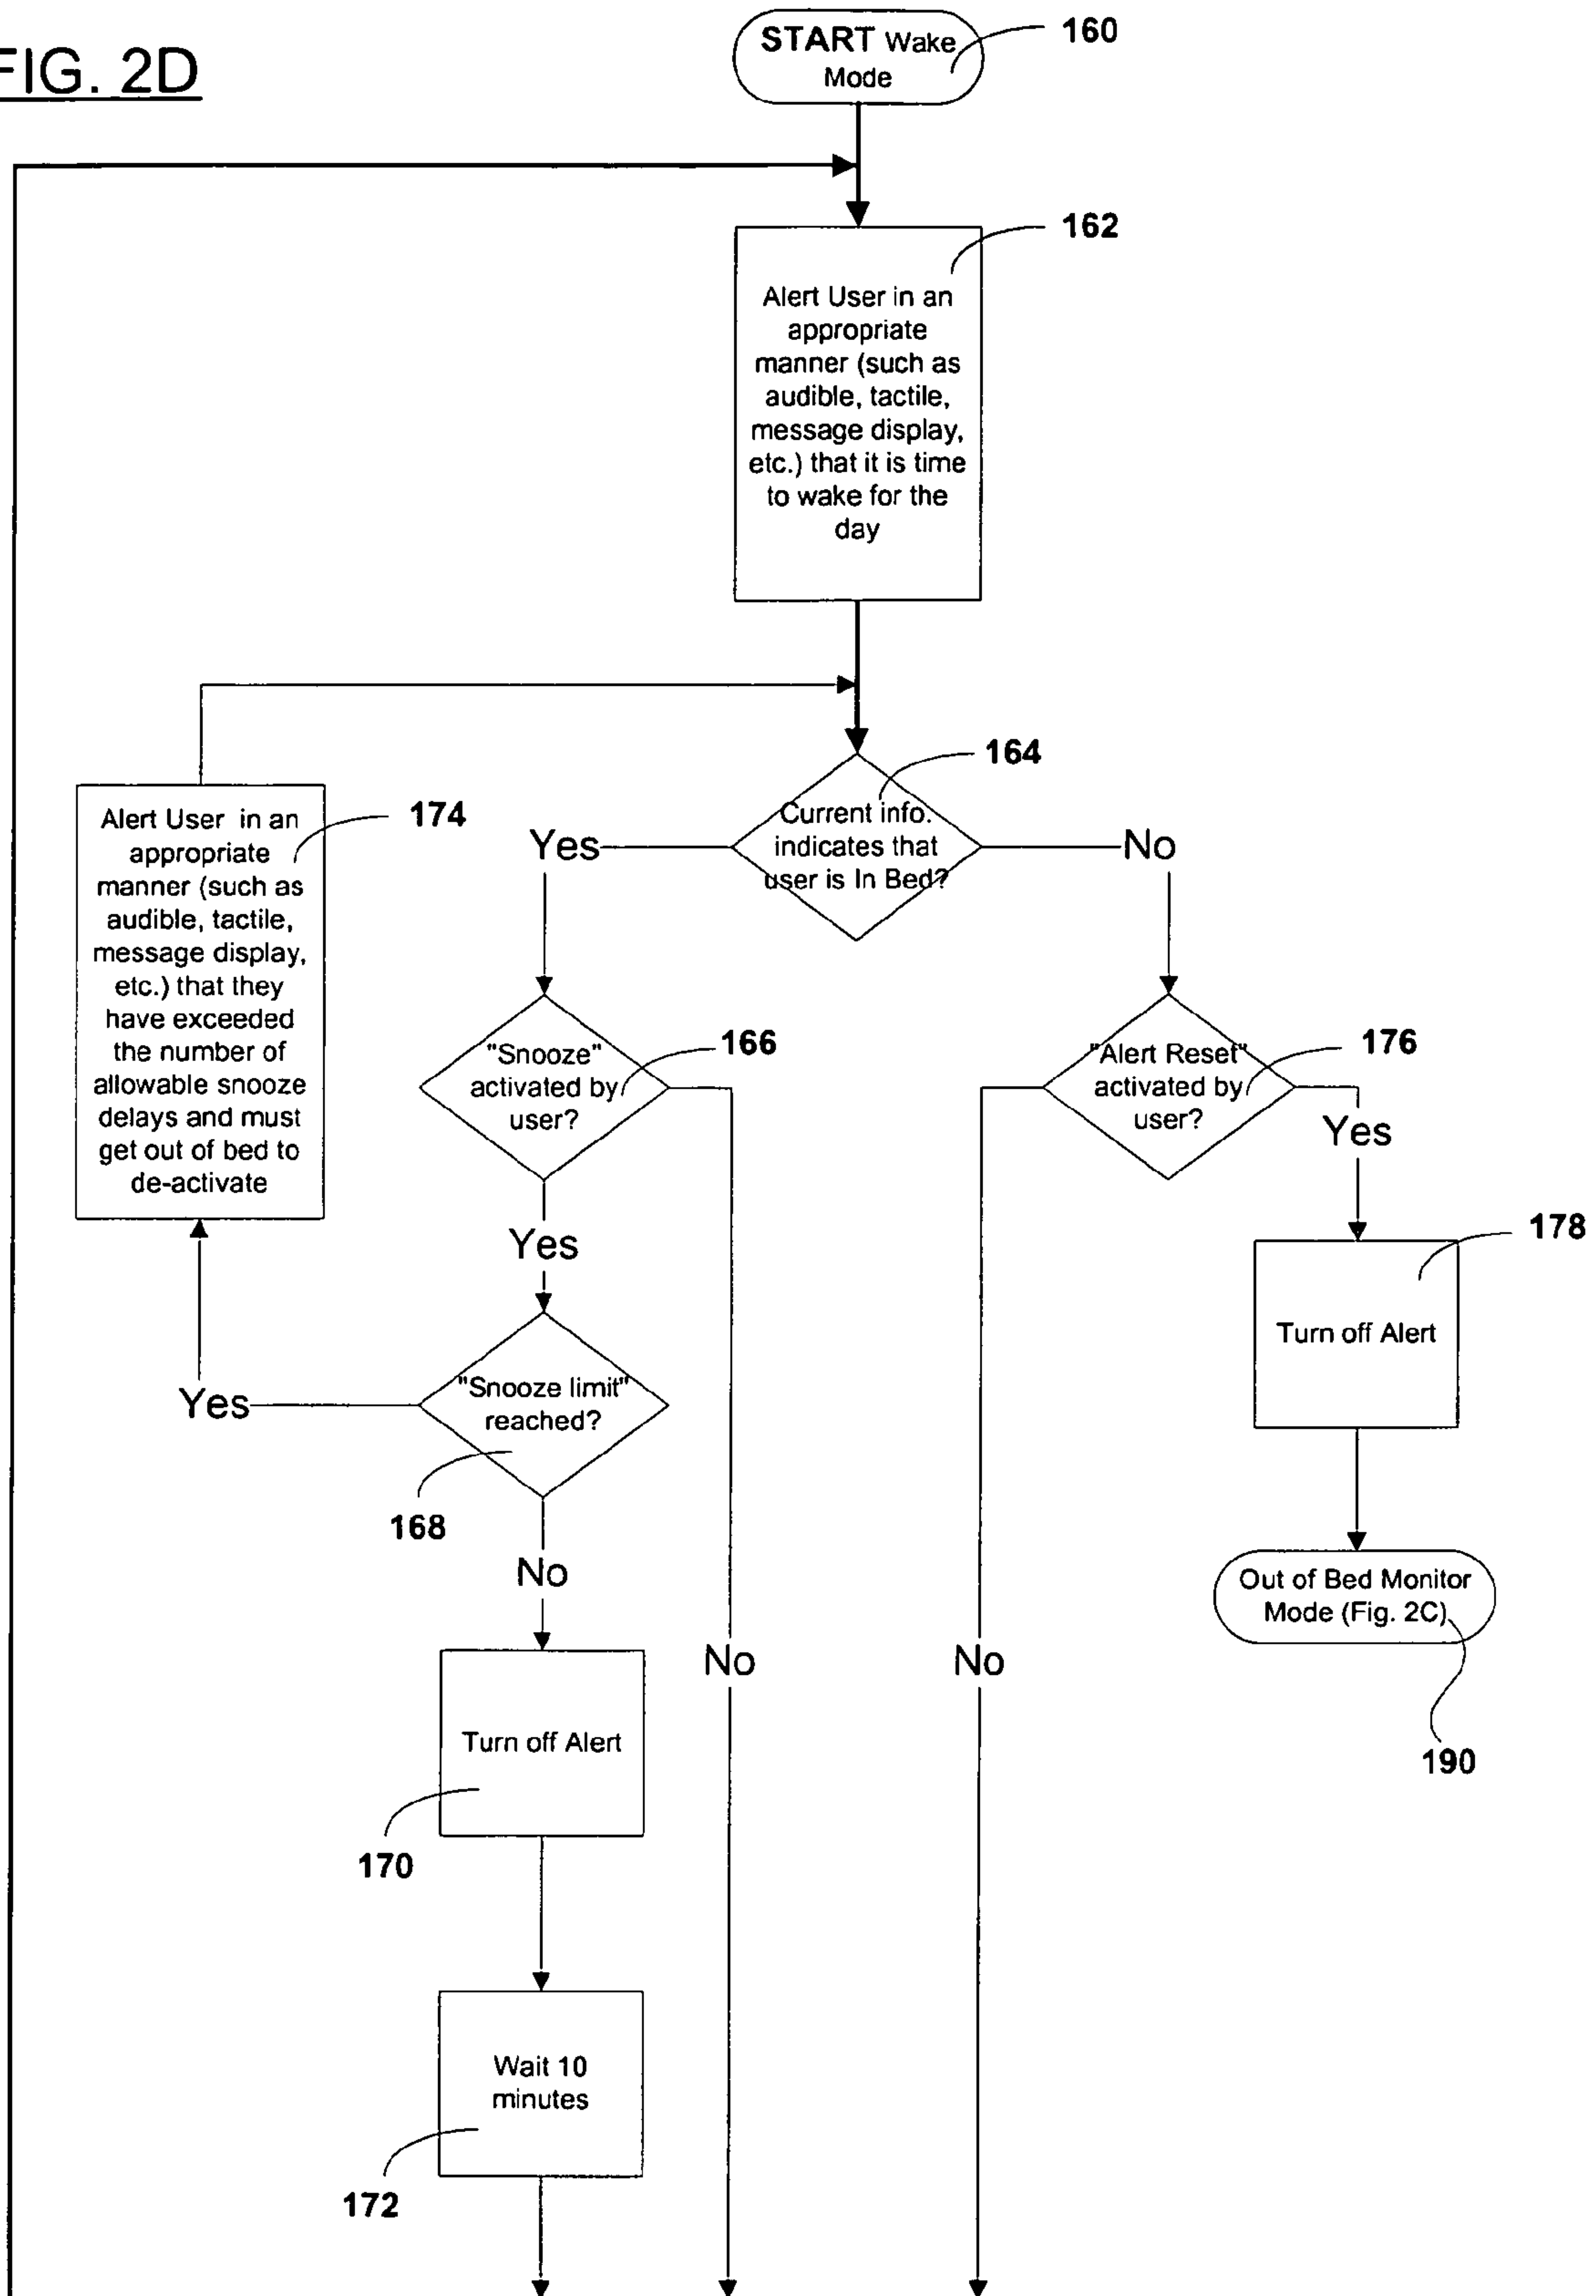 FIG. 2D
START Wake
Mode
160
162
Alert User in an
appropriate
manner (such as
audible, tactile,
message display,
etc.) that it is time
to wake for the
day
164
Current info.
indicates that
user is In Bed?
Yes
No
174
Alert User in an
appropriate
manner (such as
audible, tactile,
message display,
etc.) that they
have exceeded
the number of
allowable snooze
delays and must
get out of bed to
de-activate
166
"Snooze"
activated by
user?
176
"Alert Reset"
activated by
user?
Yes
Yes
178
Turn off Alert
"Snooze limit"
reached?
Yes
168
No
Out of Bed Monitor
Mode (Fig. 2C)
190
No
No
Turn off Alert
170
Wait 10
minutes
172